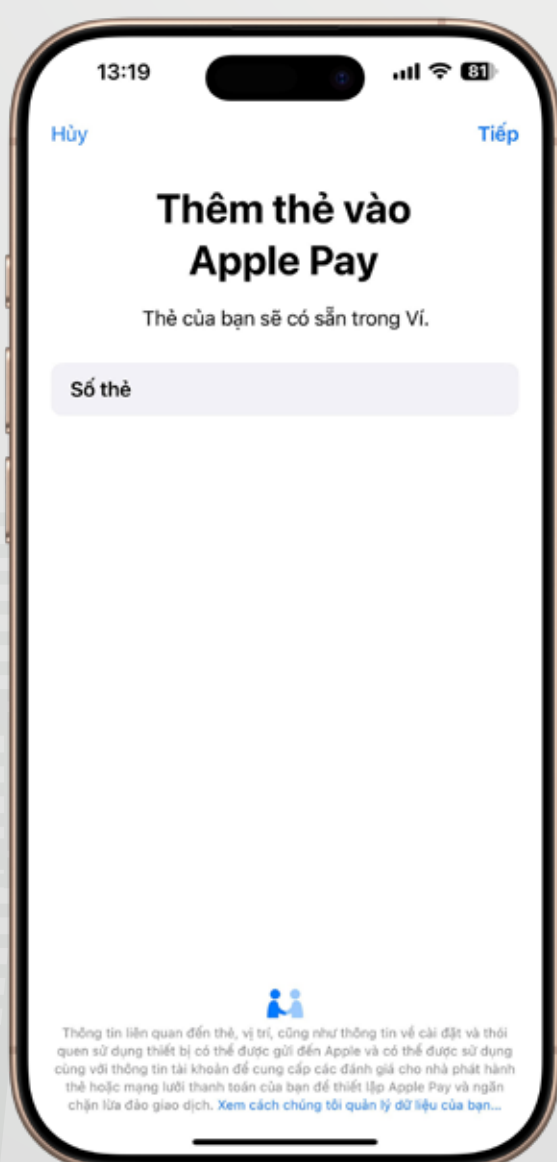 13:19
81
Hủy
Tiếp
Thêm thẻ vào
Apple Pay
Thẻ của bạn sẽ có sẵn trong Ví.
Số thẻ
Thông tin liên quan đến thẻ, vị trí, cũng như thông tin về cài đặt và thói
quen sử dụng thiết bị có thể được gửi đến Apple và có thể được sử dụng
cùng với thông tin tài khoản để cung cấp các đánh giá cho nhà phát hành
thẻ hoặc mạng lưới thanh toán của bạn để thiết lập Apple Pay và ngăn
chặn lừa đảo giao dịch. Xem cách chúng tôi quản lý dữ liệu của bạn...